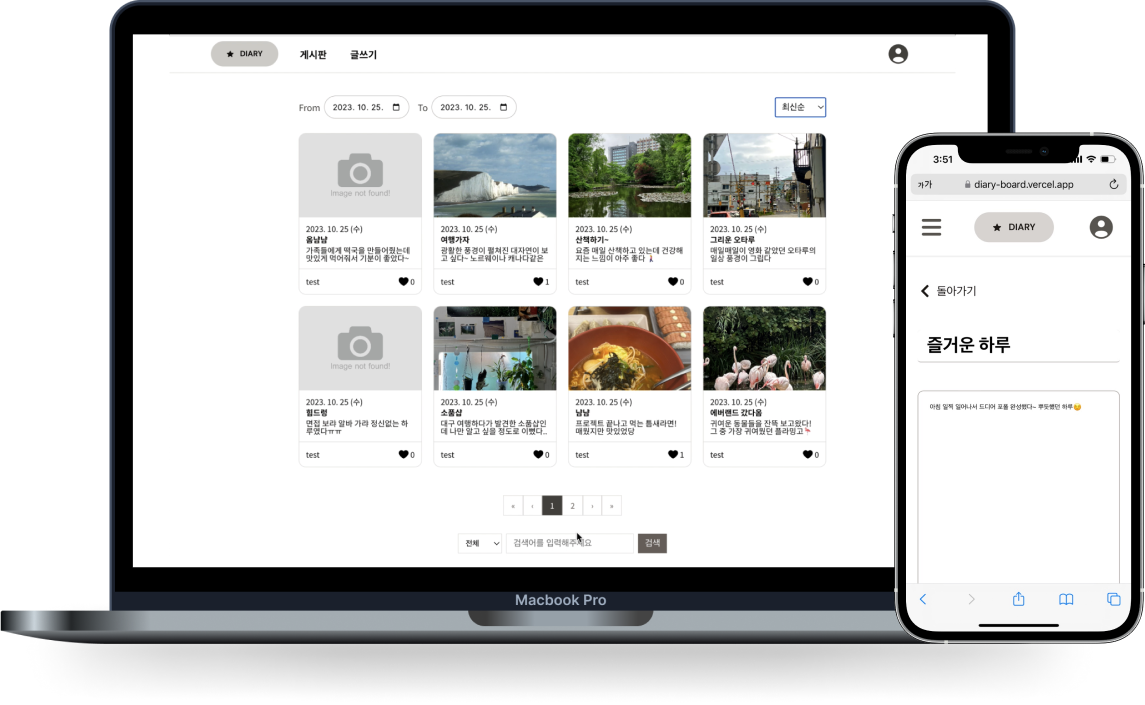 ★ DIARY 게시판 글쓰기
From 2023. 10. 25. To 2023. 10. 25. 최신순
Image not found!
2023. 10. 25 (수)
옴냠냠
가족들에게 떡국을 만들어줬는데
맛있게 먹어줘서 기분이 좋았다~
test 0
2023. 10. 25 (수)
여행가자
광활한 풍경이 펼쳐진 대자연이 보
고 싶다~ 노르웨이나 캐나다같은
test 1
2023. 10. 25 (수)
산책하기~
요즘 매일 산책하고 있는데 건강해
지는 느낌이 아주 좋다
test 0
2023. 10. 25 (수)
그리운 오타루
매일매일이 영화 같았던 오타루의
일상 풍경이 그립다
test 0
Image not found!
2023. 10. 25 (수)
힘드렁
면접 보랴 알바 가랴 정신없는 하
루였다ㅠㅠ
test 0
2023. 10. 25 (수)
소품샵
대구 여행하다가 발견한 소품샵인
데 나만 알고 싶을 정도로 이뻤다..
test 0
2023. 10. 25 (수)
냠냠
프로젝트 끝나고 먹는 틈새라면!
매웠지만 맛있었당
test 1
2023. 10. 25 (수)
에버랜드 갔다옴
귀여운 동물들을 잔뜩 보고왔다!
그 중 가장 귀여웠던 플라밍고🦩
test 0
« ‹ 1 2 › »
전체 검색어를 입력해주세요 검색
Macbook Pro
3:51
가가 diary-board.vercel.app
★ DIARY
돌아가기
즐거운 하루
아침 일찍 일어나서 드디어 포폴 완성했다~ 뿌듯했던 하루😏